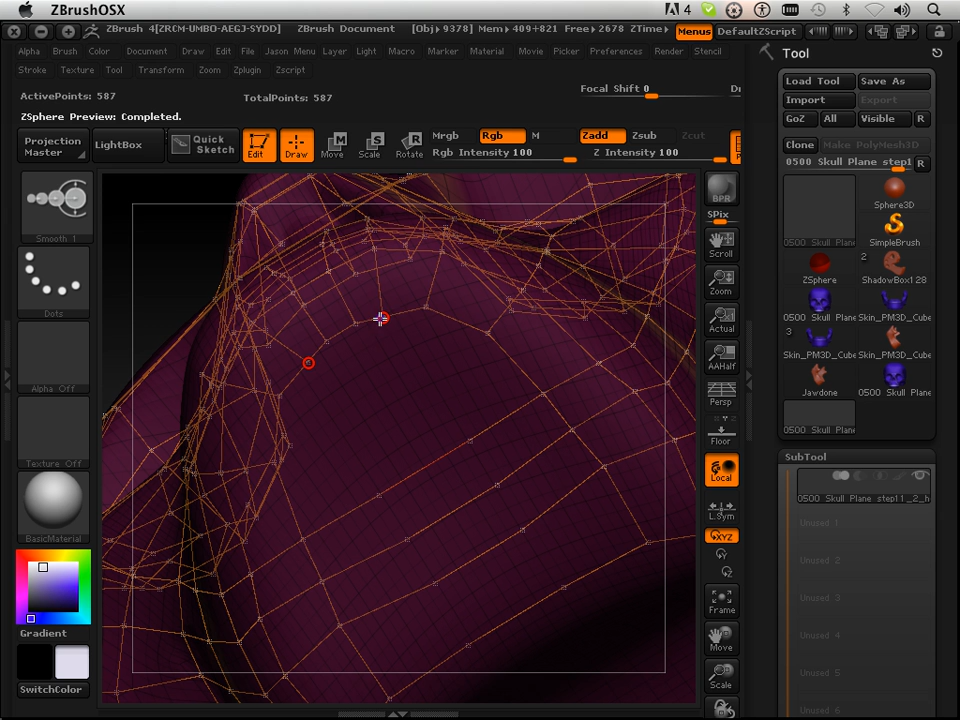 ZBrushOSX
4
ZBrush 4[ZRCM-UMBO-AEGJ-SYDD] ZBrush Document [Obj] 9378] Mem] 409+821 Free] 2678 ZTime]
Menus DefaultZScript
Alpha Brush Color Document Draw Edit File Jason Menu Layer Light Macro Marker Material Movie Picker Preferences Render Stencil
Stroke Texture Tool Transform Zoom Zplugin Zscript
Tool
Load Tool Save As
Import Export
GoZ All Visible R
Clone Make PolyMesh3D
0500 Skull Plane step1 R
ActivePoints: 587 TotalPoints: 587
Focal Shift 0
ZSphere Preview: Completed.
Projection Master
LightBox
Quick Sketch
Edit Draw Move Scale Rotate
Mrgb Rgb M
Rgb Intensity 100
Zadd Zsub Zcut
Z Intensity 100
Smooth 1
Dots
Alpha Off
Texture Off
BasicMaterial
Gradient
SwitchColor
BPR
SPix
Scroll
Zoom
Actual
AAHalf
Persp
Floor
Local
L.Sym
XYZ
Frame
Move
Scale
0500 Skull Plane
Sphere3D
SimpleBrush
ZSphere
2
ShadowBox128
0500 Skull Plane
Skin_PM3D_Cube
3
Skin_PM3D_Cube
Jawdone
0500 Skull Plane
0500 Skull Plane
SubTool
0500 Skull Plane step11_2_h
Unused 1
Unused 2
Unused 3
Unused 4
Unused 5
Unused 6